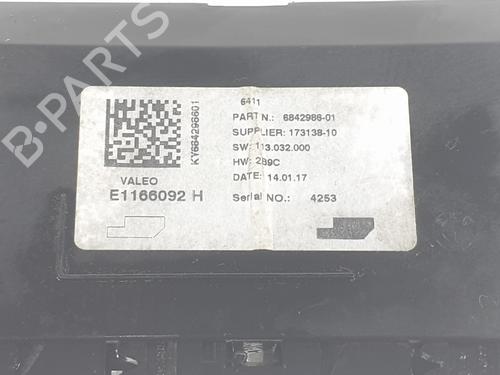 6411
PART N.: 6842986-01
SUPPLIER: 173138-10
SW: 113.032.000
HW: 289C
DATE: 14.01.17
Serial NO.: 4253
KY684298601
VALEO
E1166092 H
B-PARTS